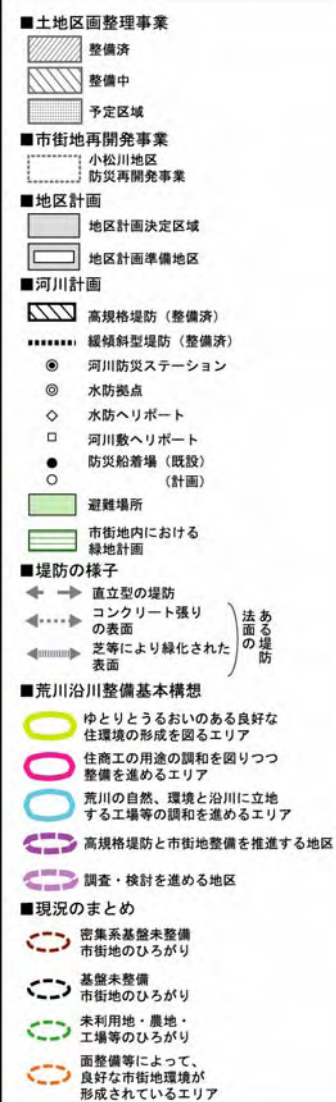 ■土地区画整理事業
整備済
整備中
予定区域
■市街地再開発事業
小松川地区
防災再開発事業
■地区計画
地区計画決定区域
地区計画準備地区
■河川計画
高規格堤防（整備済）
緩傾斜型堤防（整備済）
河川防災ステーション
水防拠点
水防ヘリポート
河川敷ヘリポート
防災船着場（既設）
（計画）
避難場所
市街地内における
緑地計画
■堤防の様子
直立型の堤防
コンクリート張り
の表面
芝等により緑化された
表面
法面の
ある堤防
■荒川沿川整備基本構想
ゆとりとうるおいのある良好な
住環境の形成を図るエリア
住商工の用途の調和を図りつつ
整備を進めるエリア
荒川の自然、環境と沿川に立地
する工場等の調和を進めるエリア
高規格堤防と市街地整備を推進する地区
調査・検討を進める地区
■現況のまとめ
密集系基盤未整備
市街地のひろがり
基盤未整備
市街地のひろがり
未利用地・農地・
工場等のひろがり
面整備等によって、
良好な市街地環境が
形成されているエリア